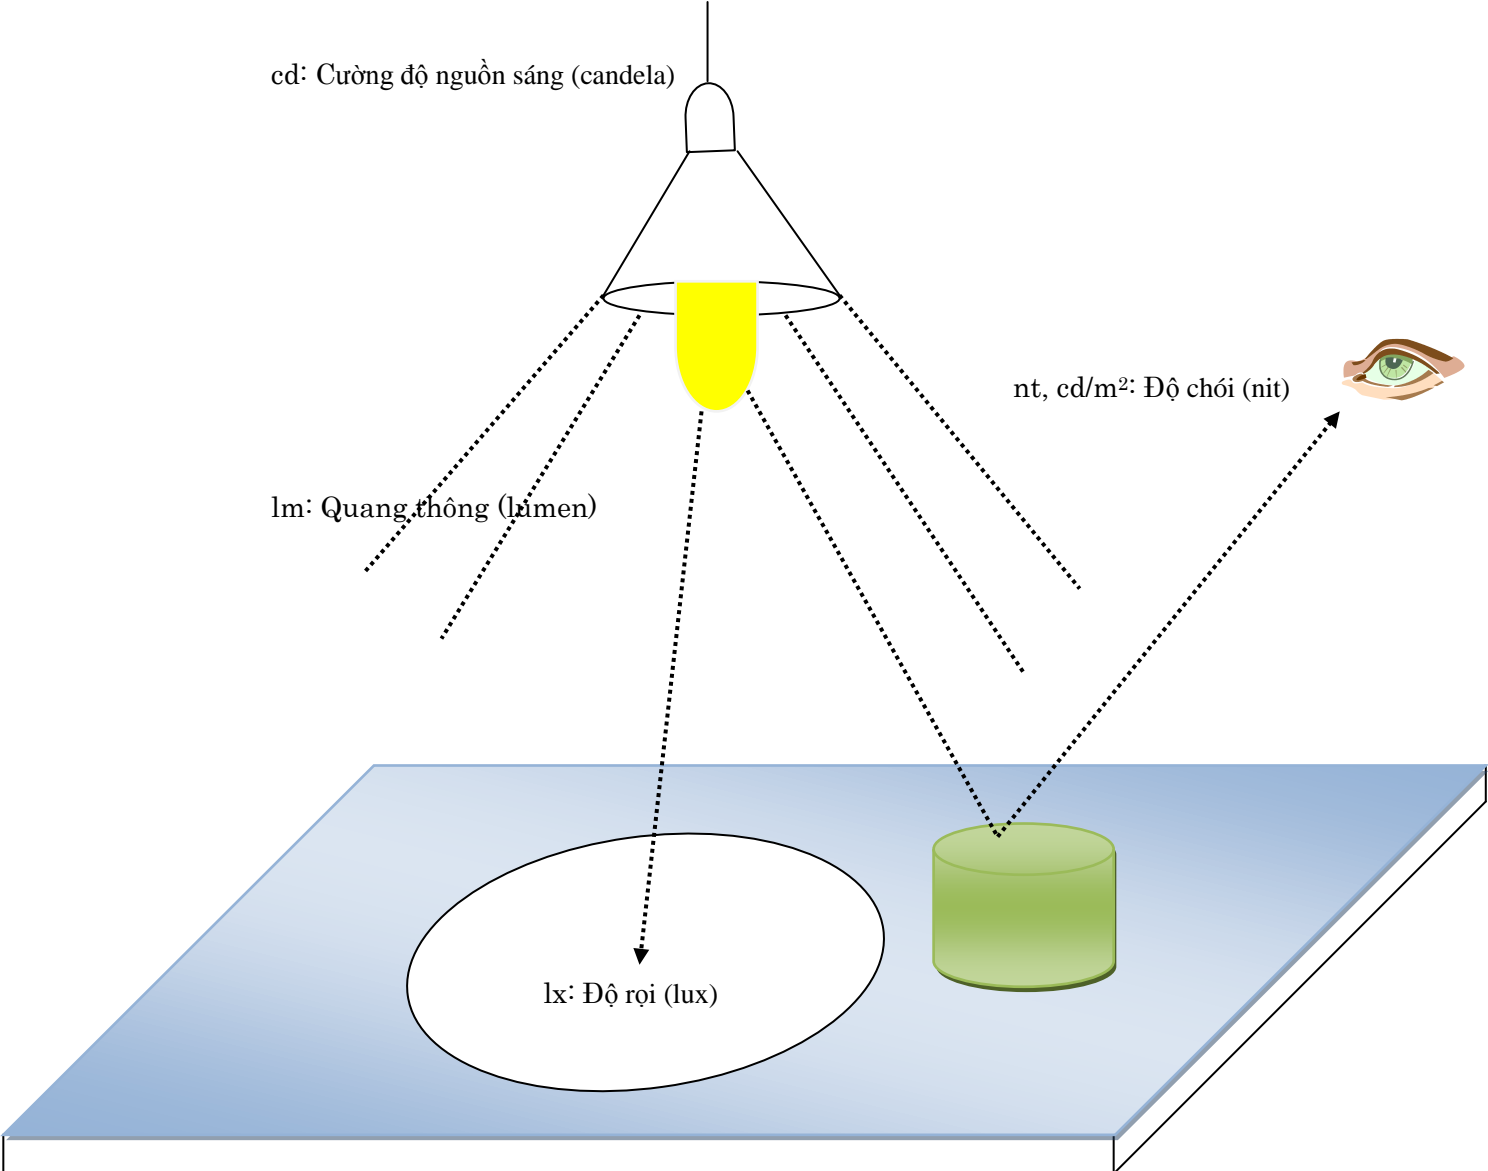 cd: Cường độ nguồn sáng (candela)
nt, cd/m²: Độ chói (nit)
lm: Quang thông (lumen)
lx: Độ rọi (lux)